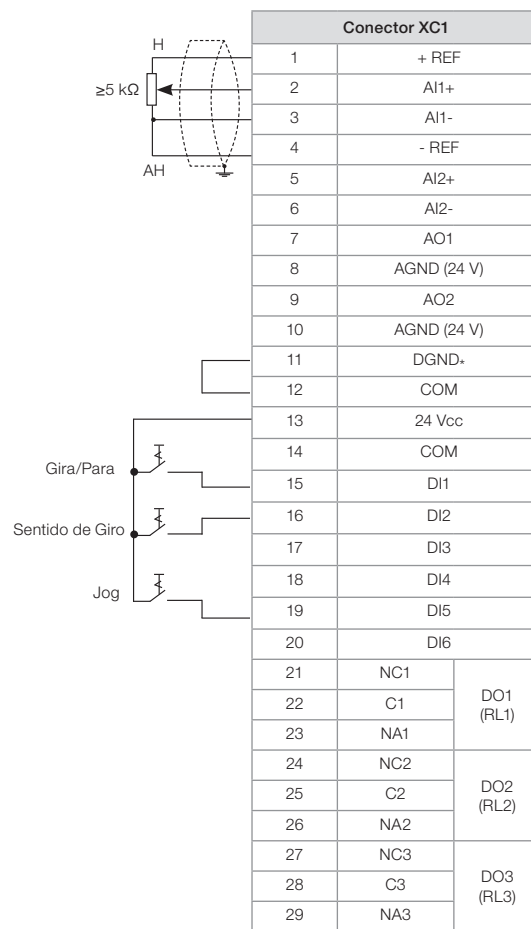 Conector XC1
H
≥5 kΩ
AH
1 + REF
2 AI1+
3 AI1-
4 - REF
5 AI2+
6 AI2-
7 AO1
8 AGND (24 V)
9 AO2
10 AGND (24 V)
11 DGND*
12 COM
13 24 Vcc
14 COM
Gira/Para
15 DI1
16 DI2
Sentido de Giro
17 DI3
18 DI4
Jog
19 DI5
20 DI6
21 NC1
22 C1
23 NA1
DO1
(RL1)
24 NC2
25 C2
26 NA2
DO2
(RL2)
27 NC3
28 C3
29 NA3
DO3
(RL3)